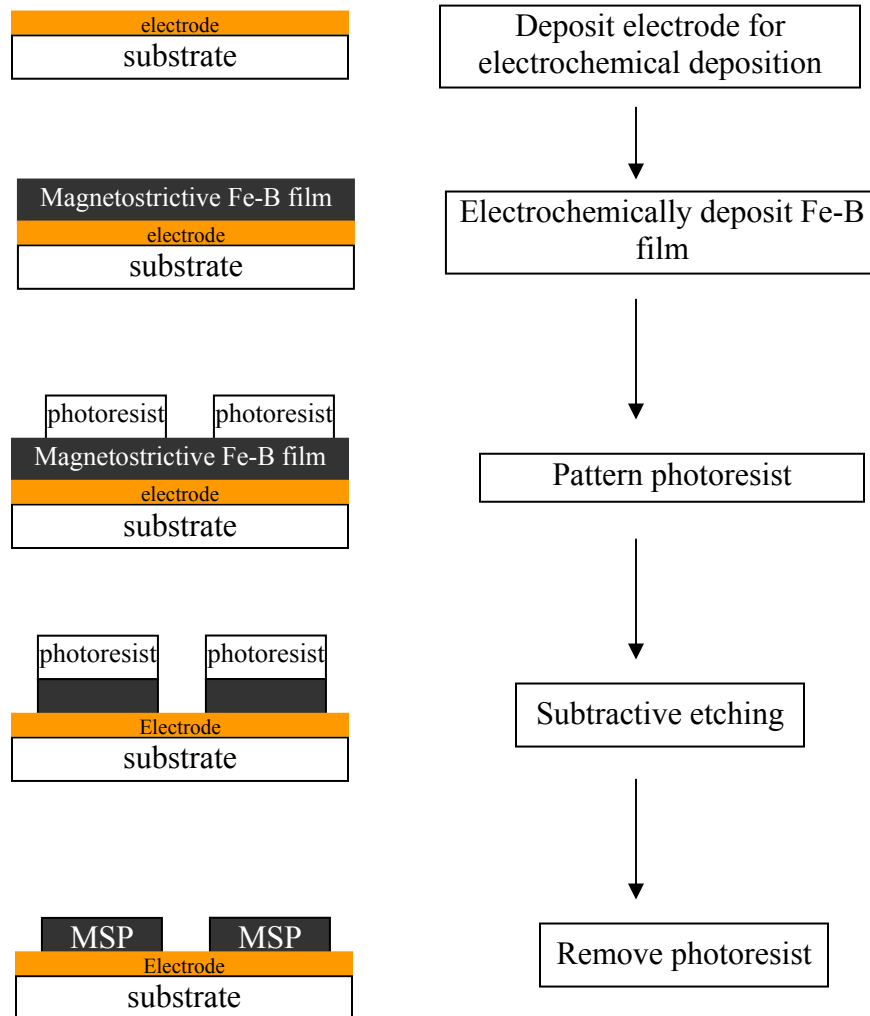 electrode
substrate
Deposit electrode for
electrochemical deposition
Magnetostrictive Fe-B film
electrode
substrate
Electrochemically deposit Fe-B
film
photoresist photoresist
Magnetostrictive Fe-B film
electrode
substrate
Pattern photoresist
photoresist photoresist
Electrode
substrate
Subtractive etching
MSP MSP
Electrode
substrate
Remove photoresist